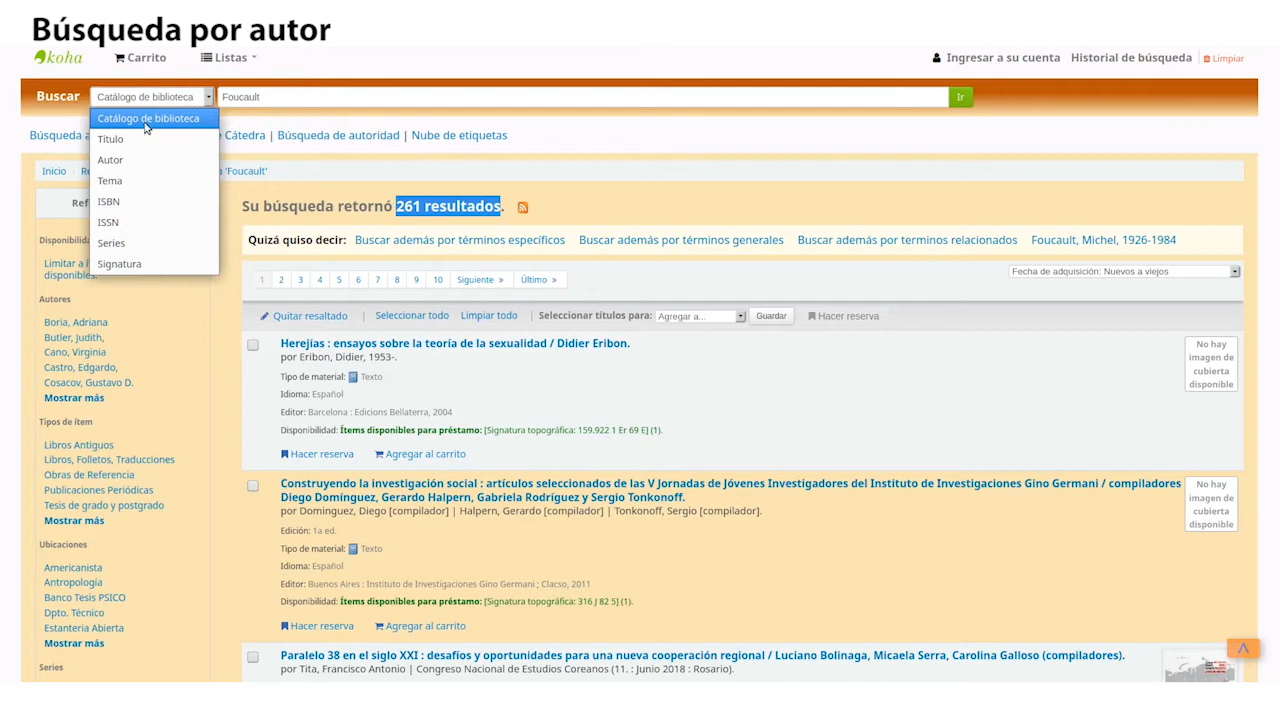 Búsqueda por autor
koha
Carrito
Listas
Ingresar a su cuenta
Historial de búsqueda
Limpiar
Buscar
Catálogo de biblioteca
Foucault
Ir
Catálogo de biblioteca
Título
Autor
Tema
ISBN
ISSN
Series
Signatura
Búsqueda a
Cátedra | Búsqueda de autoridad | Nube de etiquetas
Inicio › Re
'Foucault'
Ref
Disponibilida
Limitar a í
disponibles.
Autores
Boria, Adriana
Butler, Judith,
Cano, Virginia
Castro, Edgardo,
Cosacov, Gustavo D.
Mostrar más
Tipos de ítem
Libros Antiguos
Libros, Folletos, Traducciones
Obras de Referencia
Publicaciones Periódicas
Tesis de grado y postgrado
Mostrar más
Ubicaciones
Americanista
Antropología
Banco Tesis PSICO
Dpto. Técnico
Estanteria Abierta
Mostrar más
Series
Su búsqueda retornó 261 resultados.
Quizá quiso decir: Buscar además por términos específicos Buscar además por términos generales Buscar además por terminos relacionados Foucault, Michel, 1926-1984
1 2 3 4 5 6 7 8 9 10 Siguiente » Último »
Fecha de adquisición: Nuevos a viejos
Quitar resaltado | Seleccionar todo Limpiar todo | Seleccionar títulos para: Agregar a... Guardar Hacer reserva
Herejías : ensayos sobre la teoría de la sexualidad / Didier Eribon.
por Eribon, Didier, 1953-.
Tipo de material: Texto
Idioma: Español
Editor: Barcelona : Edicions Bellaterra, 2004
Disponibilidad: Ítems disponibles para préstamo: [Signatura topográfica: 159.922 1 Er 69 E] (1).
Hacer reserva Agregar al carrito
No hay
imagen de
cubierta
disponible
Construyendo la investigación social : artículos seleccionados de las V Jornadas de Jóvenes Investigadores del Instituto de Investigaciones Gino Germani / compiladores
Diego Domínguez, Gerardo Halpern, Gabriela Rodríguez y Sergio Tonkonoff.
por Dominguez, Diego [compilador] | Halpern, Gerardo [compilador] | Tonkonoff, Sergio [compilador].
Edición: 1a ed.
Tipo de material: Texto
Idioma: Español
Editor: Buenos Aires : Instituto de Investigaciones Gino Germani ; Clacso, 2011
Disponibilidad: Ítems disponibles para préstamo: [Signatura topográfica: 316 J 82 5] (1).
Hacer reserva Agregar al carrito
No hay
imagen de
cubierta
disponible
Paralelo 38 en el siglo XXI : desafíos y oportunidades para una nueva cooperación regional / Luciano Bolinaga, Micaela Serra, Carolina Galloso (compiladores).
por Tita, Francisco Antonio | Congreso Nacional de Estudios Coreanos (11. : Junio 2018 : Rosario).